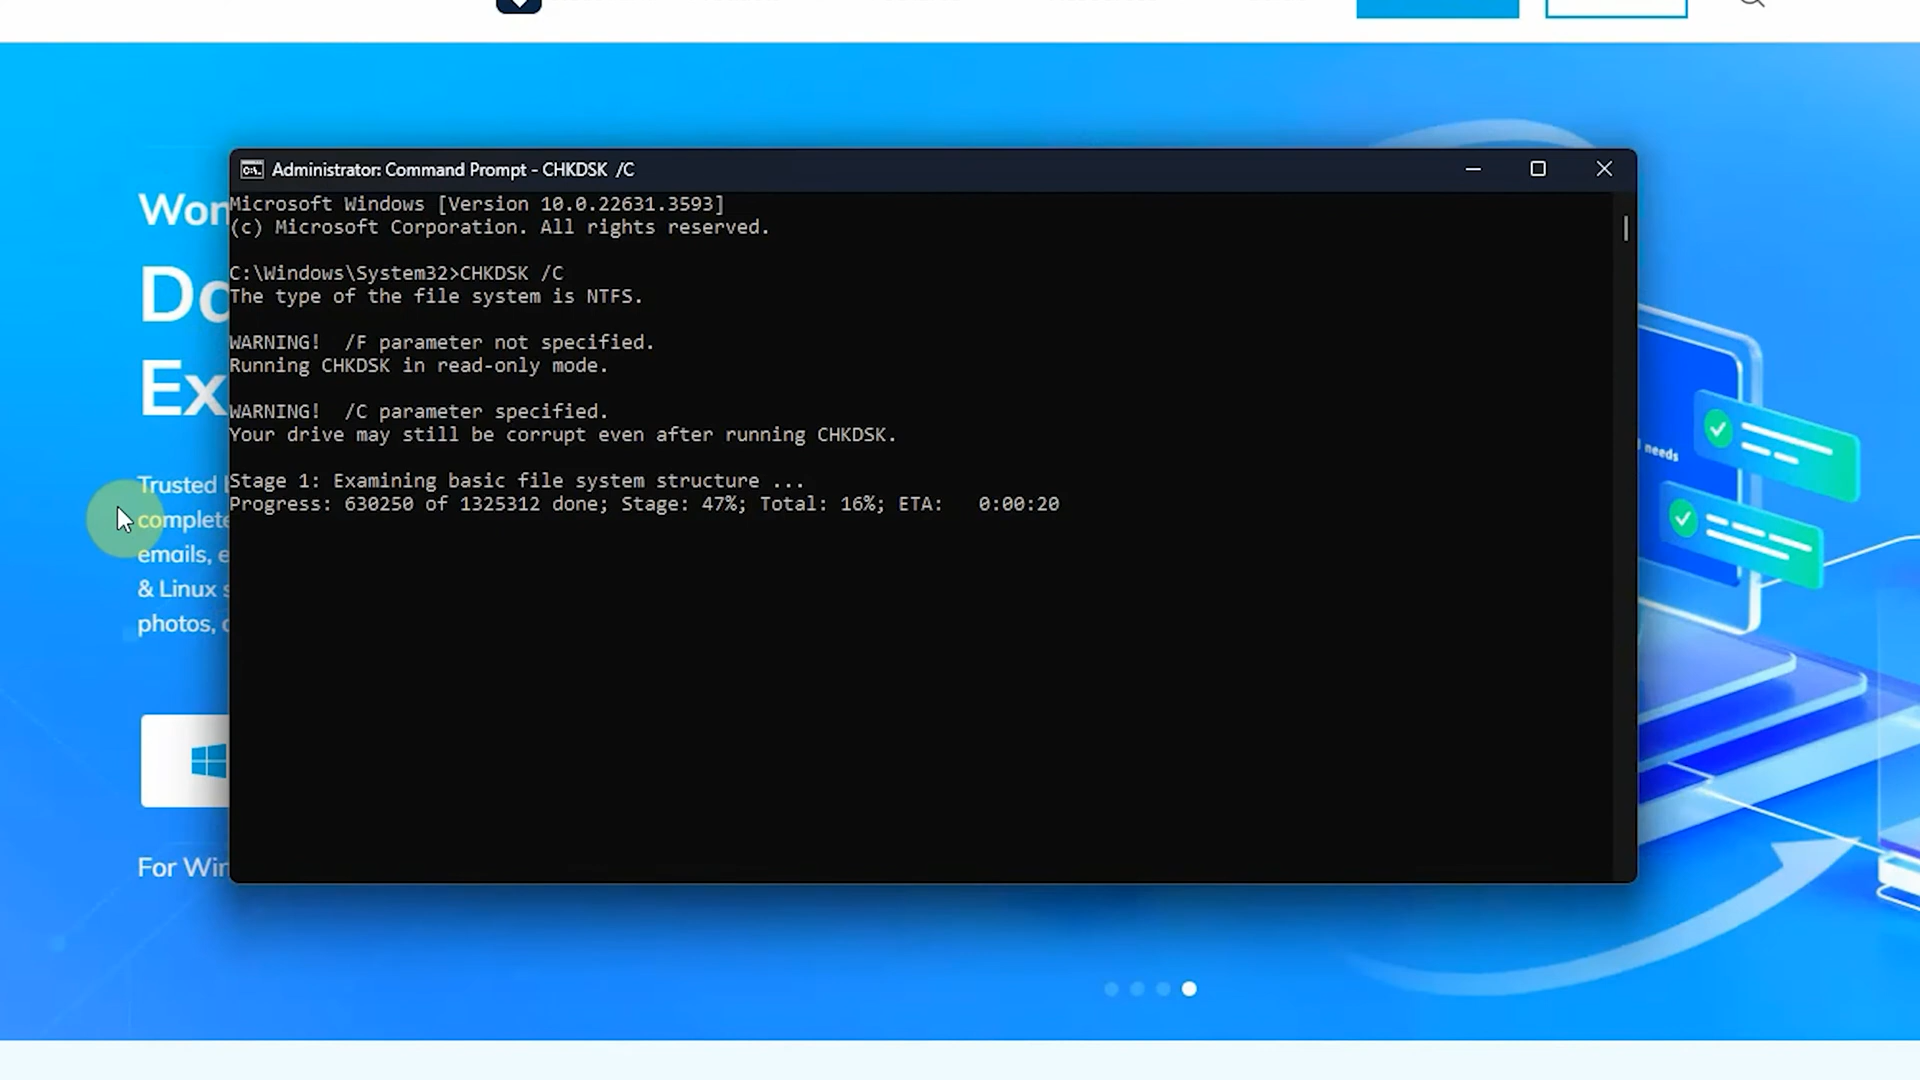 Administrator: Command Prompt - CHKDSK /C
Microsoft Windows [Version 10.0.22631.3593]
(c) Microsoft Corporation. All rights reserved.
C:\Windows\System32>CHKDSK /C
The type of the file system is NTFS.
WARNING!  /F parameter not specified.
Running CHKDSK in read-only mode.
WARNING!  /C parameter specified.
Your drive may still be corrupt even after running CHKDSK.
Stage 1: Examining basic file system structure ...
Progress: 630250 of 1325312 done; Stage: 47%; Total: 16%; ETA:   0:00:20
Trusted
complete
emails,
& Linux
photos,
For
needs